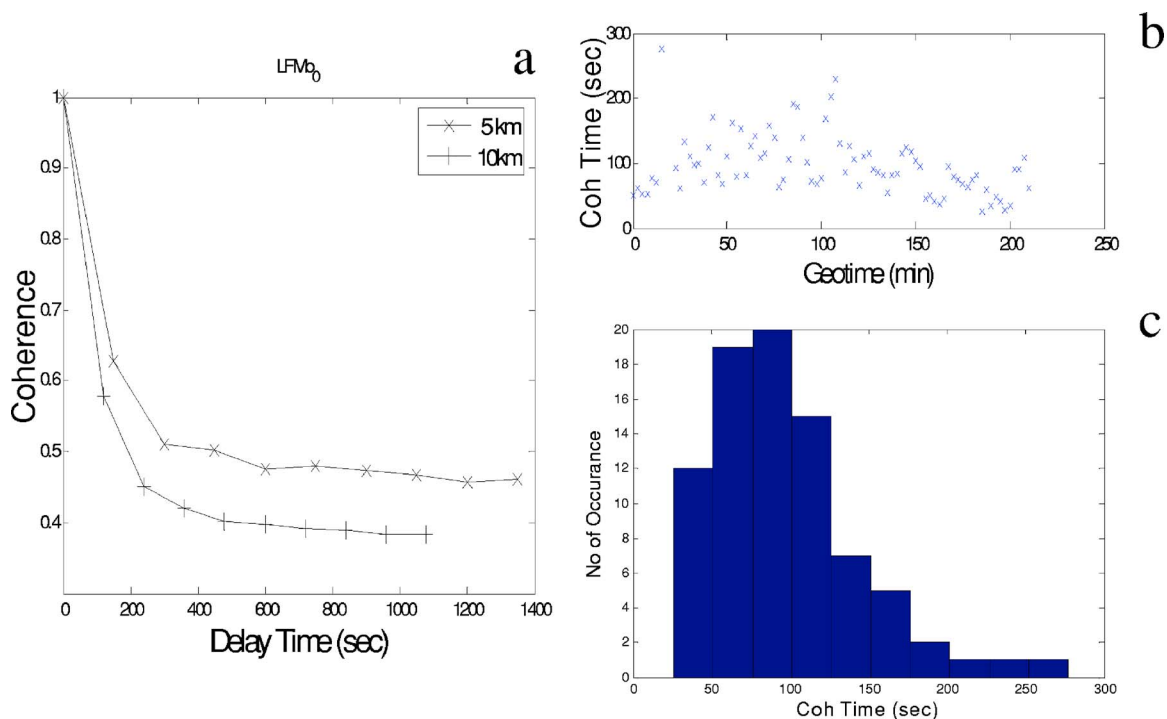 a
LFMb0
1
0.9
0.8
0.7
0.6
0.5
0.4
Coherence
5km
10km
0 200 400 600 800 1000 1200 1400
Delay Time (sec)
b
300
200
100
0
Coh Time (sec)
0 50 100 150 200 250
Geotime (min)
c
20
18
16
14
12
10
8
6
4
2
0
No of Occurance
0 50 100 150 200 250 300
Coh Time (sec)